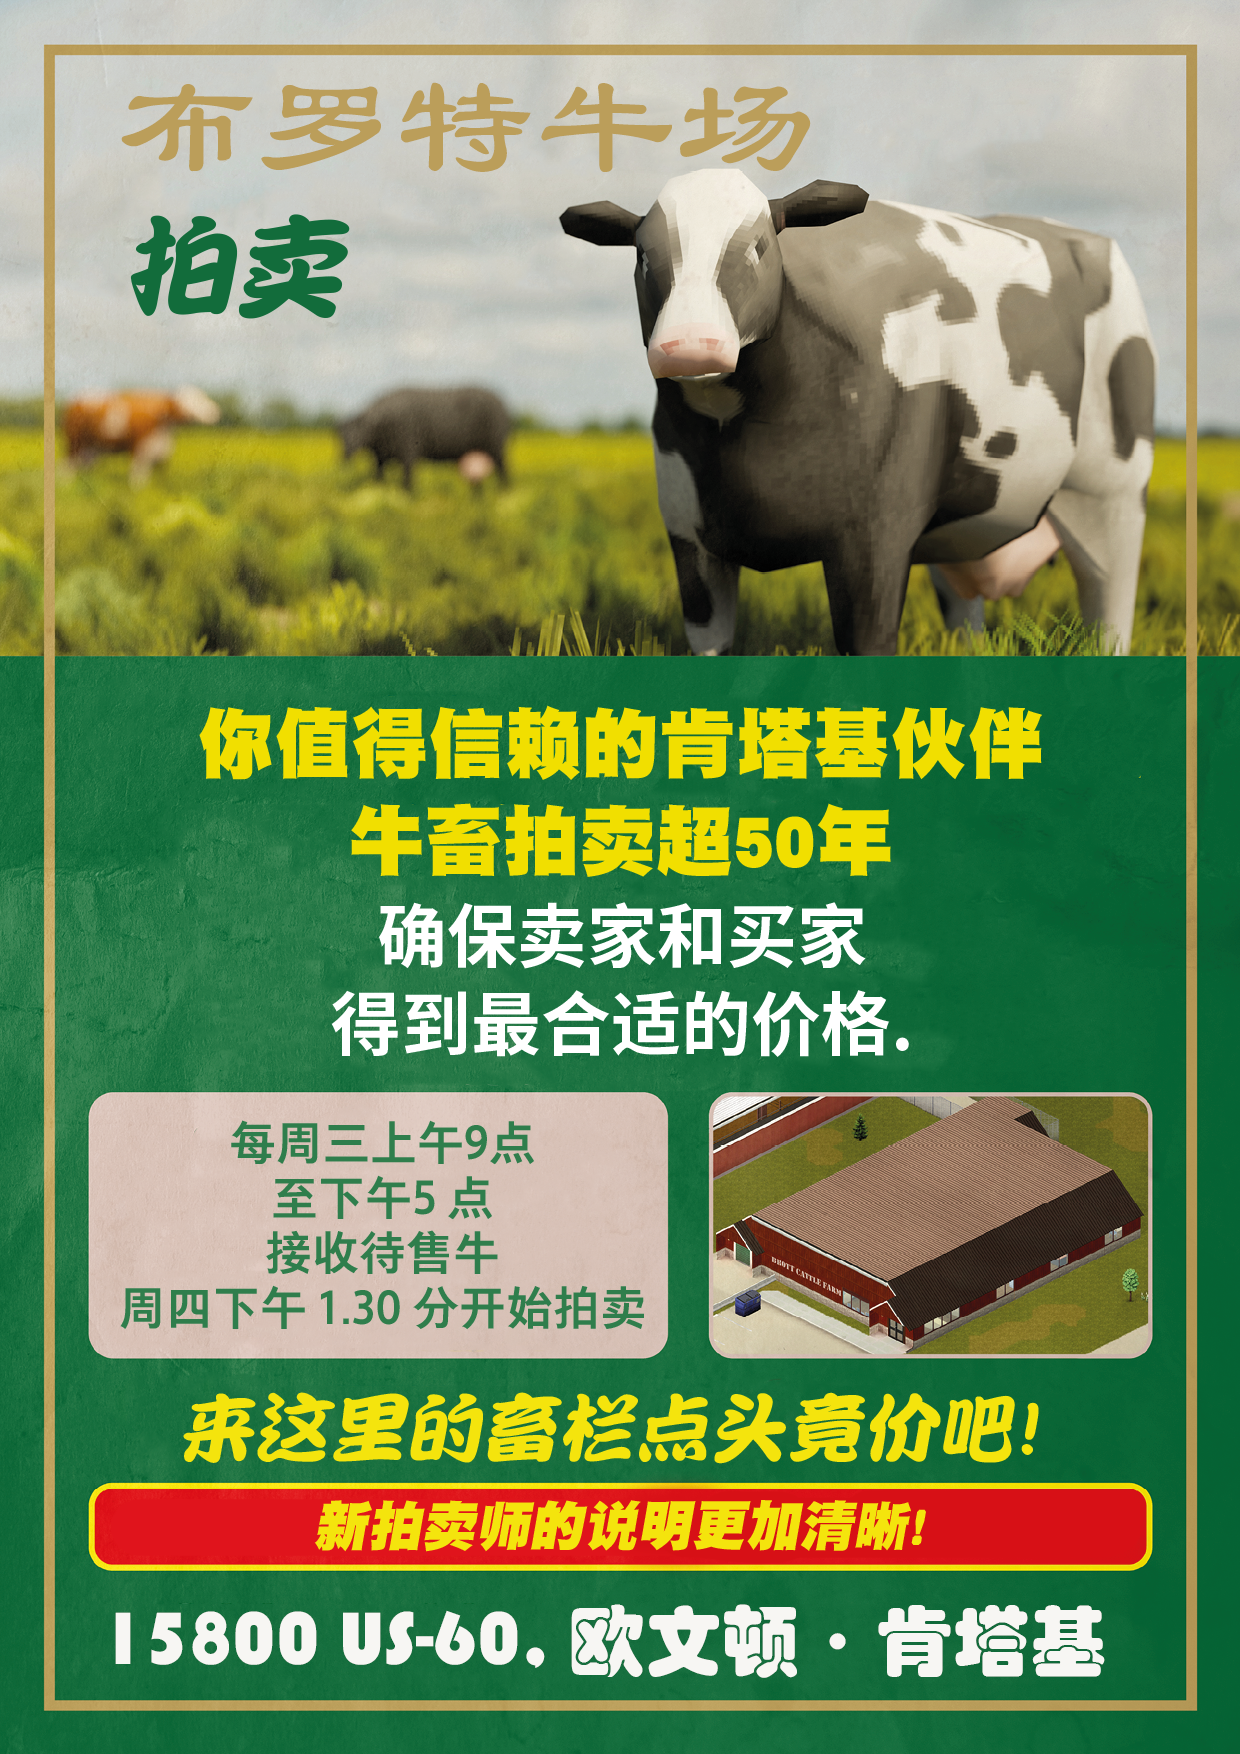 布罗特牛场
拍卖
你值得信赖的肯塔基伙伴
牛畜拍卖超50年
确保卖家和买家
得到最合适的价格.
每周三上午9点
至下午5 点
接收待售牛
周四下午 1.30 分开始拍卖
BROTT CATTLE FARM
来这里的畜栏点头竟价吧!
新拍卖师的说明更加清晰!
15800 US-60, 欧文顿·肯塔基